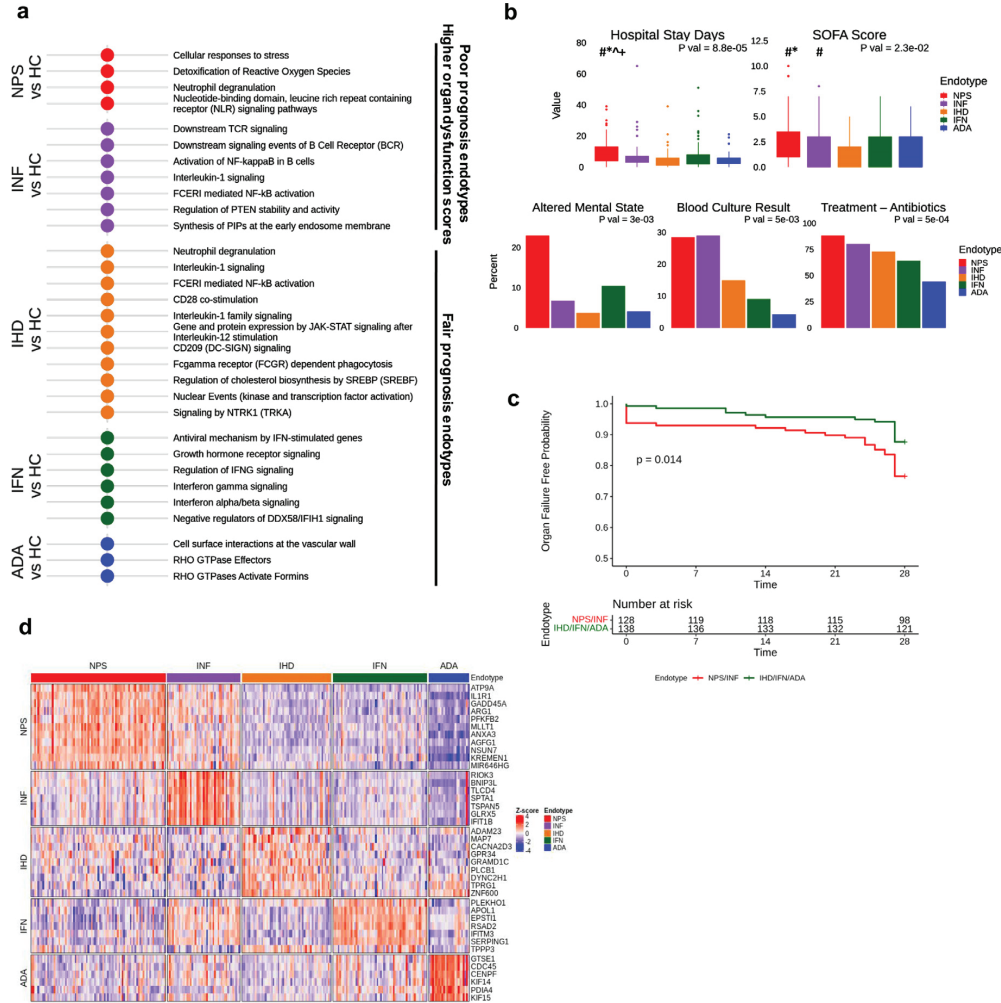 a
NPS
vs HC
Cellular responses to stress
Detoxification of Reactive Oxygen Species
Neutrophil degranulation
Nucleotide-binding domain, leucine rich repeat containing
receptor (NLR) signaling pathways
INF
vs HC
Downstream TCR signaling
Downstream signaling events of B Cell Receptor (BCR)
Activation of NF-kappaB in B cells
Interleukin-1 signaling
FCERI mediated NF-kB activation
Regulation of PTEN stability and activity
Synthesis of PIPs at the early endosome membrane
Poor prognosis endotypes
Higher organ dysfunction scores
IHD
vs HC
Neutrophil degranulation
Interleukin-1 signaling
FCERI mediated NF-kB activation
CD28 co-stimulation
Interleukin-1 family signaling
Gene and protein expression by JAK-STAT signaling after
Interleukin-12 stimulation
CD209 (DC-SIGN) signaling
Fcgamma receptor (FCGR) dependent phagocytosis
Regulation of cholesterol biosynthesis by SREBP (SREBF)
Nuclear Events (kinase and transcription factor activation)
Signaling by NTRK1 (TRKA)
IFN
vs HC
Antiviral mechanism by IFN-stimulated genes
Growth hormone receptor signaling
Regulation of IFNG signaling
Interferon gamma signaling
Interferon alpha/beta signaling
Negative regulators of DDX58/IFIH1 signaling
ADA
vs HC
Cell surface interactions at the vascular wall
RHO GTPase Effectors
RHO GTPases Activate Formins
Fair prognosis endotypes
b
Hospital Stay Days
P val = 8.8e-05
#*^+
Value
80
60
40
20
0
SOFA Score
P val = 2.3e-02
#*
#
10.0
7.5
5.0
2.5
0.0
Endotype
NPS
INF
IHD
IFN
ADA
Altered Mental State
P val = 3e-03
Percent
20
10
0
Blood Culture Result
P val = 5e-03
30
20
10
0
Treatment – Antibiotics
P val = 5e-04
100
75
50
25
0
Endotype
NPS
INF
IHD
IFN
ADA
c
Organ Failure Free Probability
1.0
0.9
0.8
0.7
0.6
0.5
p = 0.014
0 7 14 21 28
Time
Number at risk
Endotype
NPS/INF 128 119 118 115 98
IHD/IFN/ADA 138 136 133 132 121
0 7 14 21 28
Time
Endotype NPS/INF IHD/IFN/ADA
d
NPS INF IHD IFN ADA
Endotype
NPS
ATP9A
IL1R1
GADD45A
ARG1
PFKFB2
MLLT1
ANXA3
AGFG1
NSUN7
KREMEN1
MIR646HG
INF
RIOK3
BNIP3L
TLCD4
SPTA1
TSPAN5
GLRX5
IFIT1B
IHD
ADAM23
MAP7
CACNA2D3
GPR34
GRAMD1C
PLCB1
DYNC2H1
TPRG1
ZNF600
IFN
PLEKHO1
APOL1
EPSTI1
RSAD2
IFITM3
SERPING1
TPPP3
ADA
GTSE1
CDC45
CENPF
KIF14
PDIA4
KIF15
Z-score
4
2
0
-2
-4
Endotype
NPS
INF
IHD
IFN
ADA